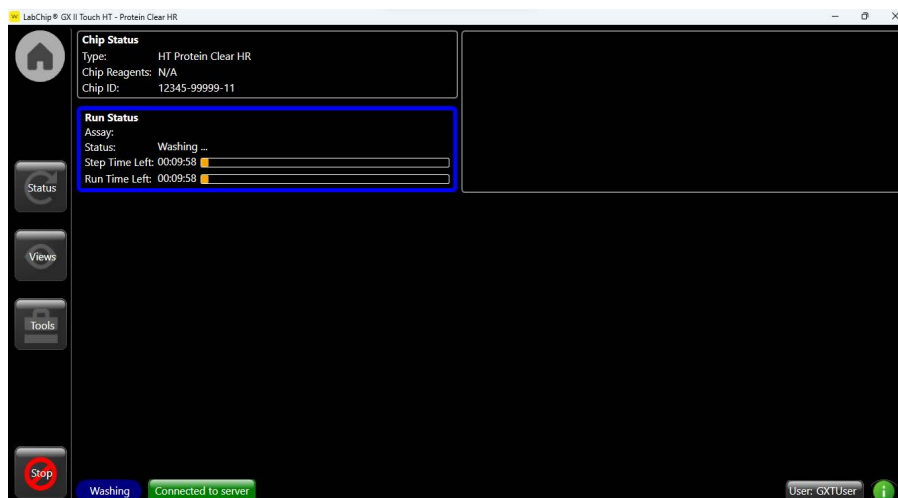 LabChip® GX II Touch HT - Protein Clear HR
Chip Status
Type: HT Protein Clear HR
Chip Reagents: N/A
Chip ID: 12345-99999-11
Run Status
Assay:
Status: Washing ...
Step Time Left: 00:09:58
Run Time Left: 00:09:58
Status
Views
Tools
Stop
Washing
Connected to server
User: GXTUser
i